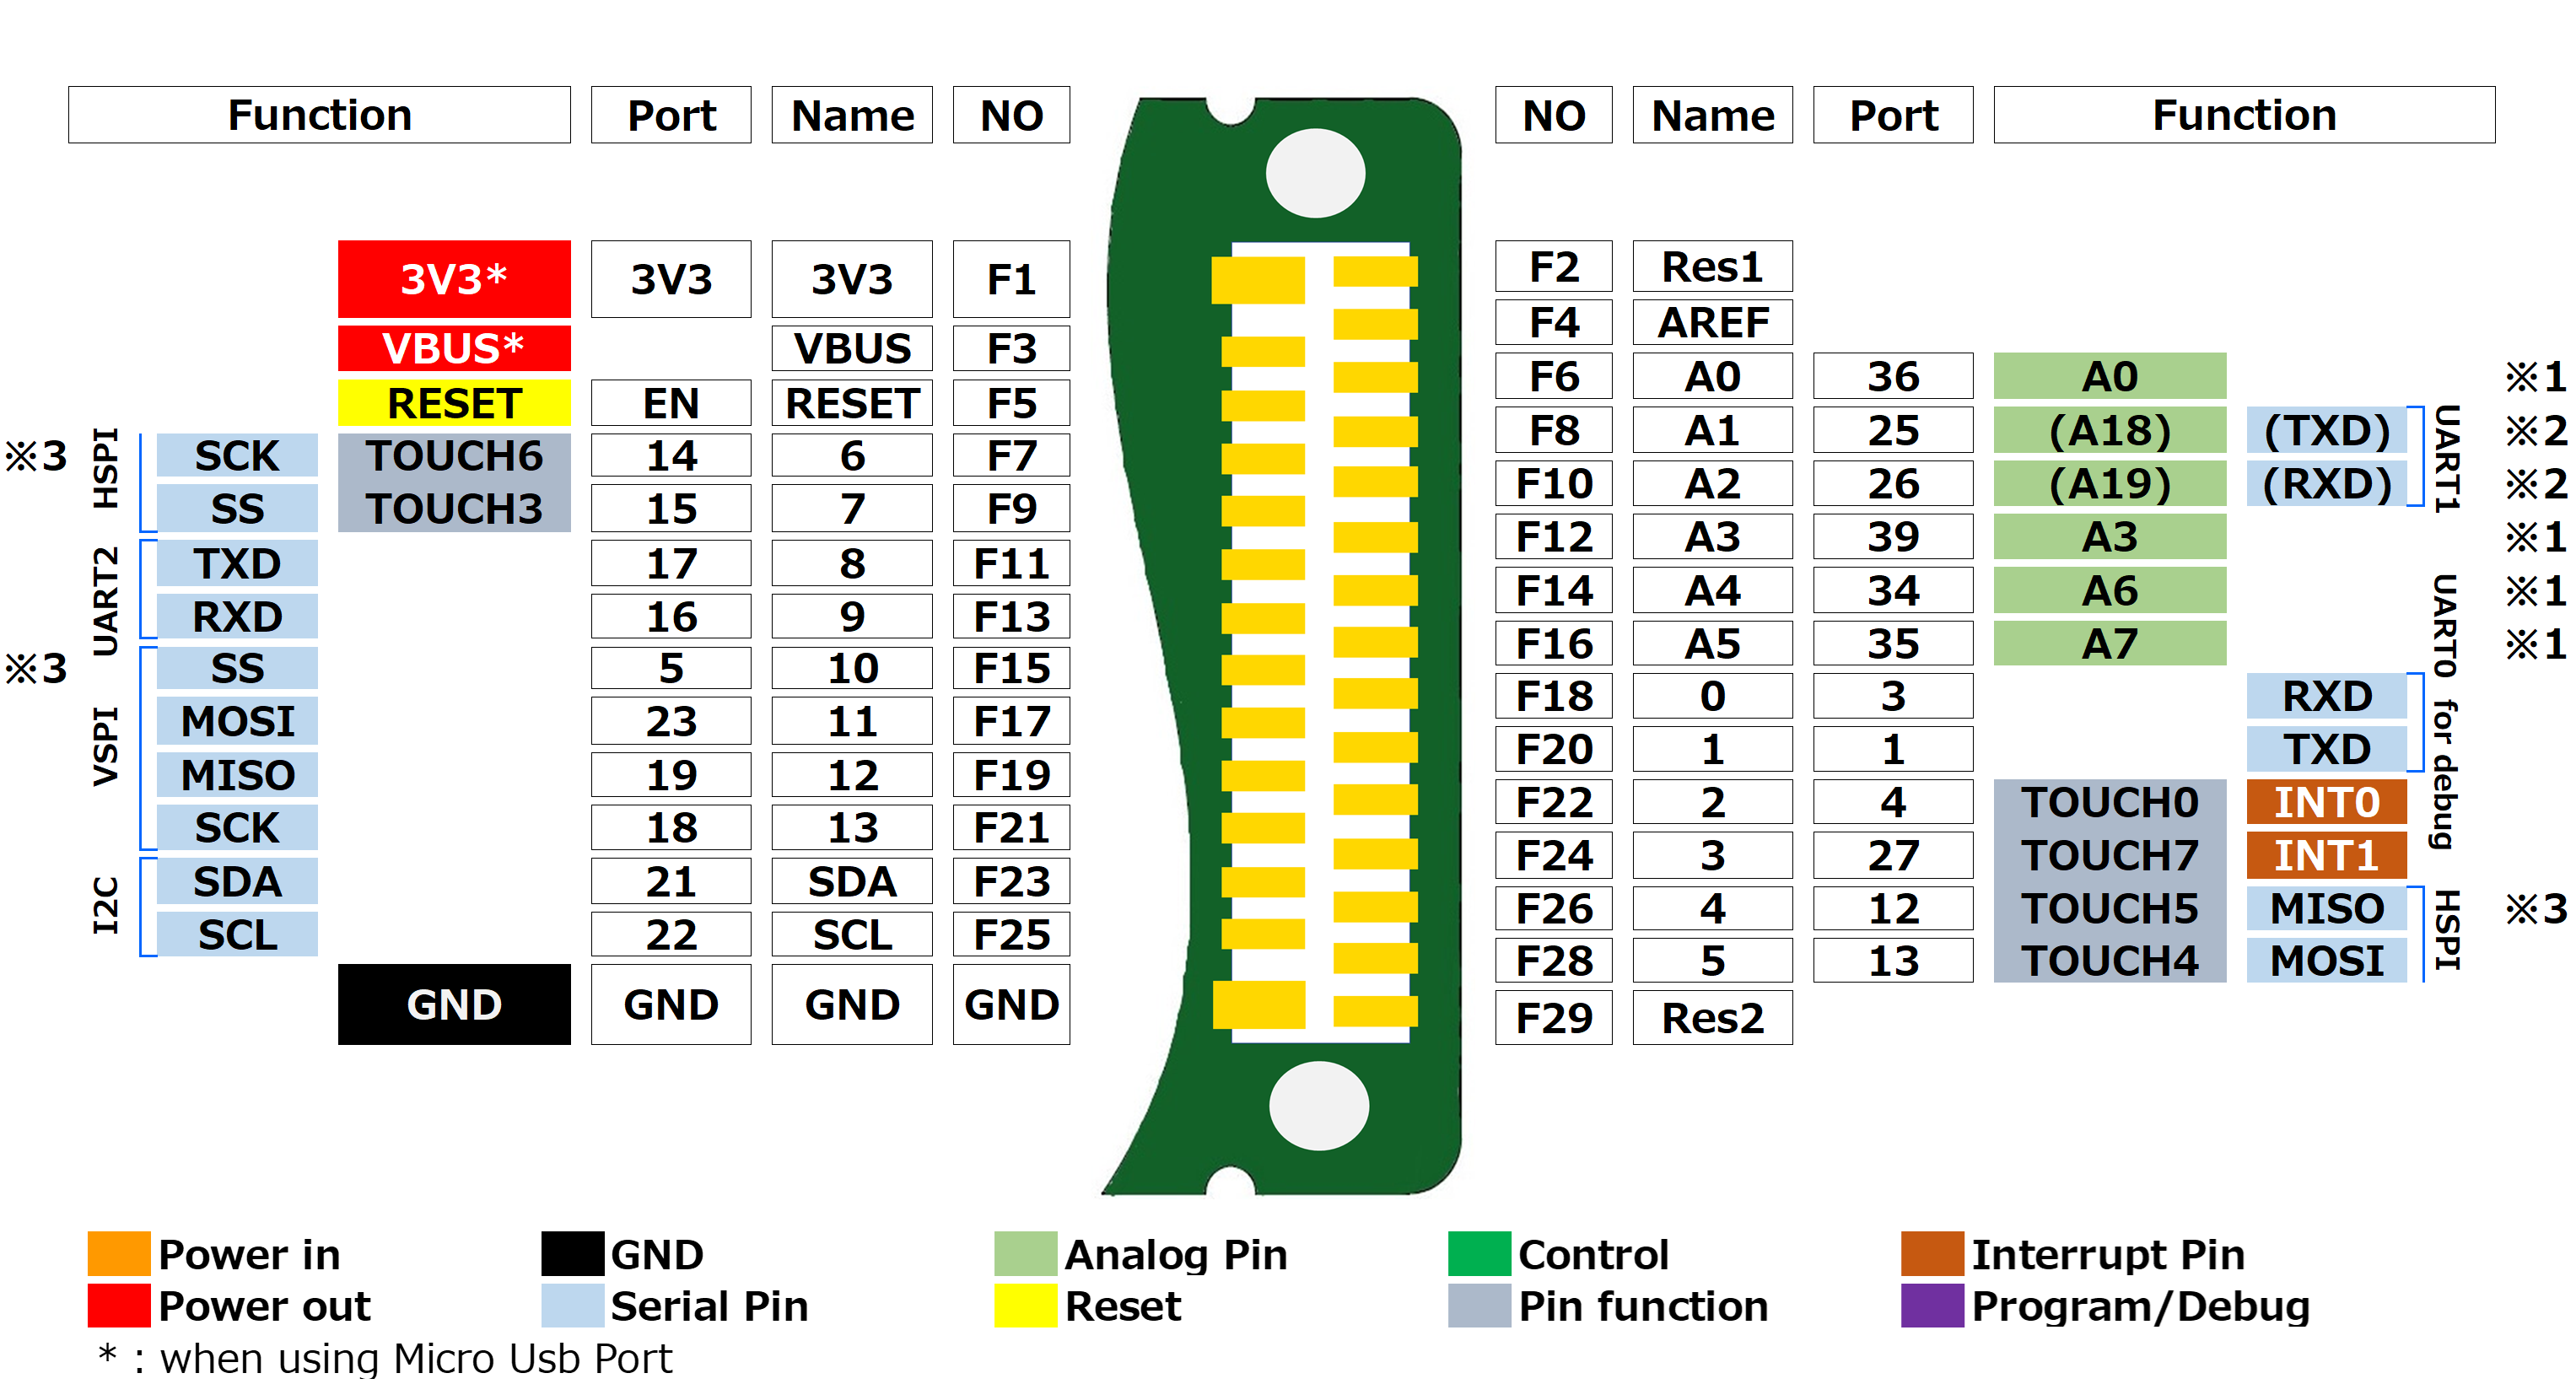 Function Port Name NO NO Name Port Function
3V3* 3V3 3V3 F1 F2 Res1
F4 AREF
VBUS* VBUS F3
F6 A0 36 A0 ※1
RESET EN RESET F5
F8 A1 25 (A18) (TXD) ※2
※3 SCK TOUCH6 14 6 F7
F10 A2 26 (A19) (RXD) ※2
UART1
HSPI
SS TOUCH3 15 7 F9
F12 A3 39 A3 ※1
TXD 17 8 F11
F14 A4 34 A6 ※1
UART2
RXD 16 9 F13
F16 A5 35 A7 ※1
※3 SS 5 10 F15
F18 0 3 RXD
MOSI 23 11 F17
F20 1 1 TXD
UART0 for debug
VSPI
MISO 19 12 F19
F22 2 4 TOUCH0 INT0
SCK 18 13 F21
F24 3 27 TOUCH7 INT1
SDA 21 SDA F23
F26 4 12 TOUCH5 MISO ※3
I2C
SCL 22 SCL F25
F28 5 13 TOUCH4 MOSI
HSPI
GND GND GND GND
F29 Res2
Power in GND Analog Pin Control Interrupt Pin
Power out Serial Pin Reset Pin function Program/Debug
* : when using Micro Usb Port